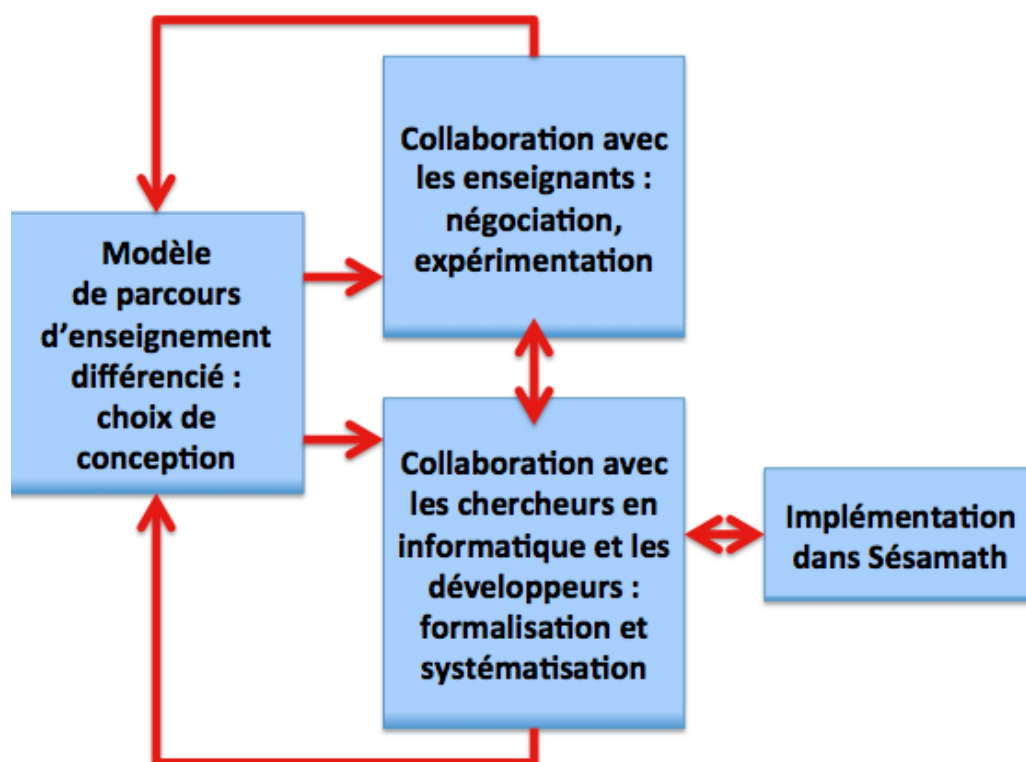 Modèle
de parcours
d'enseignement
différencié :
choix de
conception
Collaboration avec
les enseignants :
négociation,
expérimentation
Collaboration avec
les chercheurs en
informatique et les
développeurs :
formalisation et
systématisation
Implémentation
dans Sésamath